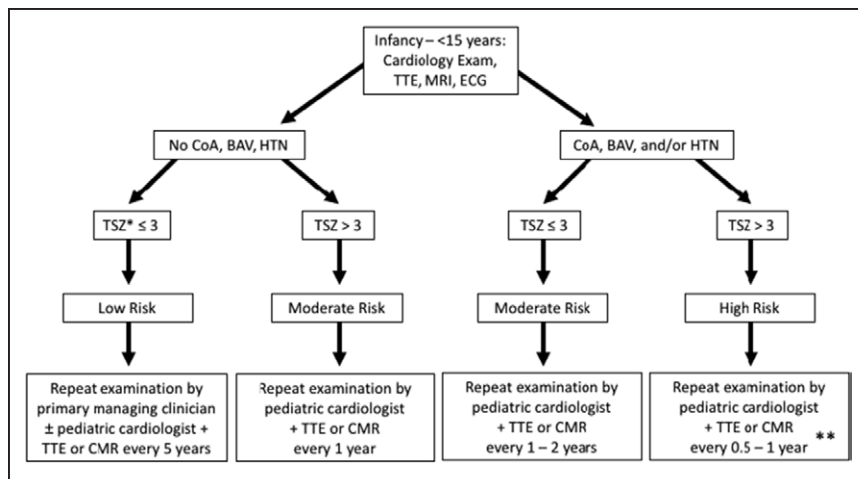 Infancy – <15 years:
Cardiology Exam,
TTE, MRI, ECG
No CoA, BAV, HTN
CoA, BAV, and/or HTN
TSZ* ≤ 3
TSZ > 3
TSZ ≤ 3
TSZ > 3
Low Risk
Moderate Risk
Moderate Risk
High Risk
Repeat examination by
primary managing clinician
± pediatric cardiologist +
TTE or CMR every 5 years
Repeat examination by
pediatric cardiologist
+ TTE or CMR
every 1 year
Repeat examination by
pediatric cardiologist
+ TTE or CMR
every 1 – 2 years
Repeat examination by
pediatric cardiologist
+ TTE or CMR
every 0.5 – 1 year **